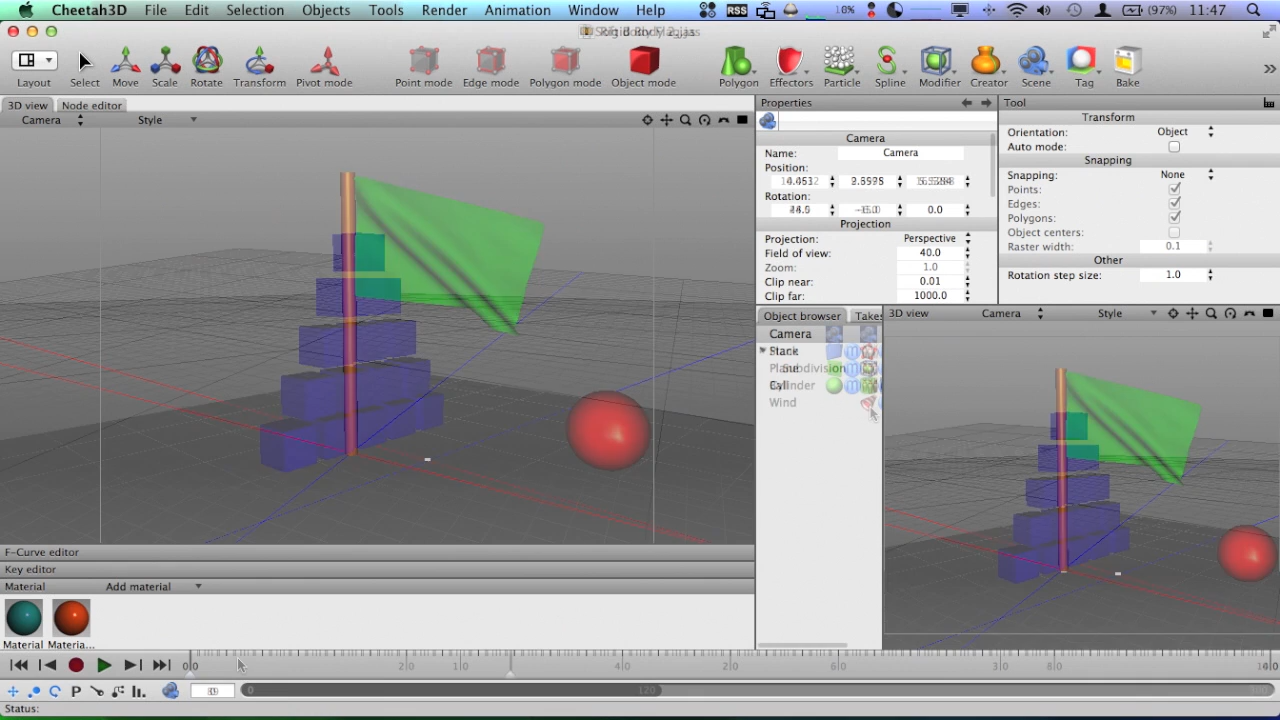 Cheetah3D File Edit Selection Objects Tools Render Animation Window Help RSS 10% (97%) 11:47
Layout Select Move Scale Rotate Transform Pivot mode Point mode Edge mode Polygon mode Object mode Polygon Effectors Particle Spline Modifier Creator Scene Tag Bake
3D view Node editor
Camera Style
Properties
Camera
Name: Camera
Position:
Rotation:
0.0
Projection
Projection: Perspective
Field of view: 40.0
Zoom: 1.0
Clip near: 0.01
Clip far: 1000.0
Tool
Transform
Orientation: Object
Auto mode:
Snapping
Snapping: None
Points:
Edges:
Polygons:
Object centers:
Raster width: 0.1
Other
Rotation step size: 1.0
Object browser Takes
Camera
Wind
3D view Camera Style
F-Curve editor
Key editor
Material Add material
Material Materia...
Status: